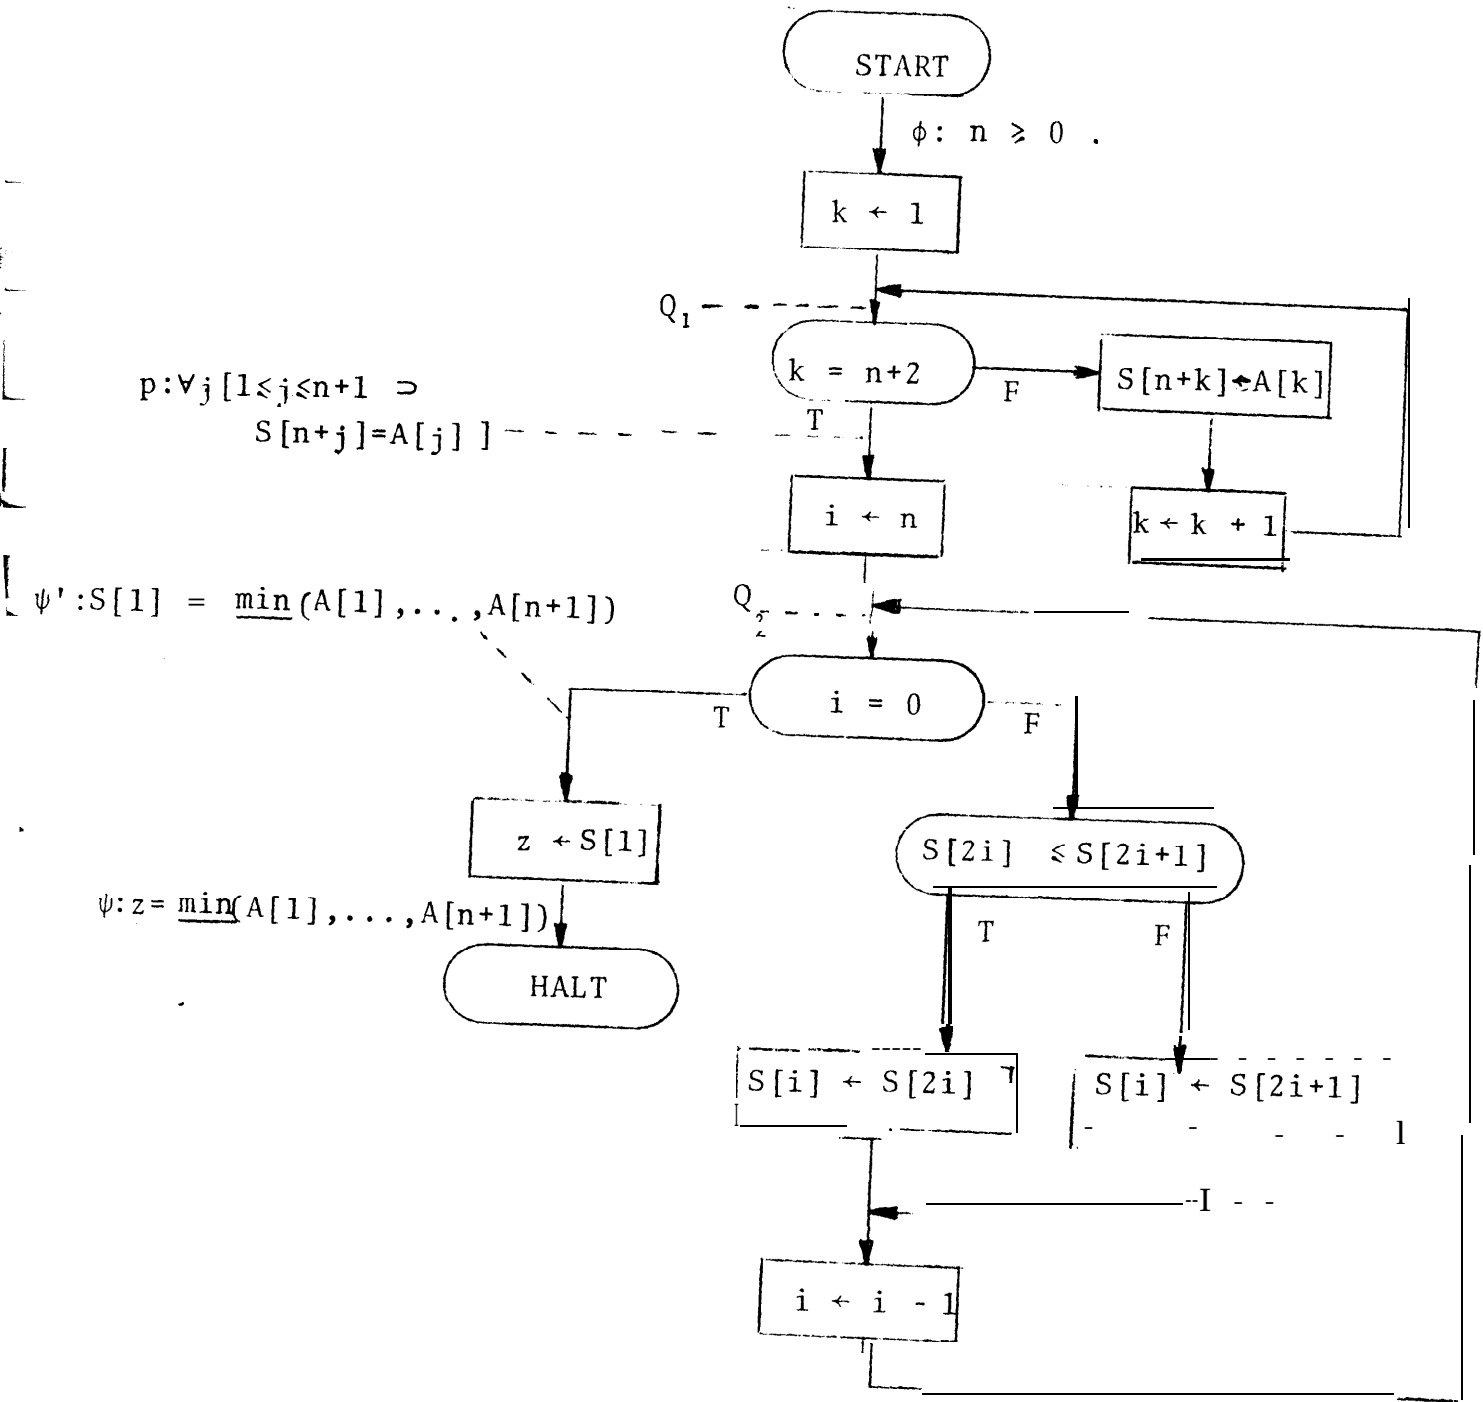 START
φ: n ≥ 0 .
k ← 1
Q₁
k = n+2
S[n+k]←A[k]
F
T
p:∀j[1≤j≤n+1 ⊃
S[n+j]=A[j] ]
i ← n
k ← k + 1
ψ':S[1] = min(A[1],...,A[n+1])
Q₂
i = 0
T
F
z ← S[1]
S[2i] ≤ S[2i+1]
ψ:z= min(A[1],...,A[n+1])
T
F
HALT
S[i] ← S[2i]
S[i] ← S[2i+1]
i ← i - 1